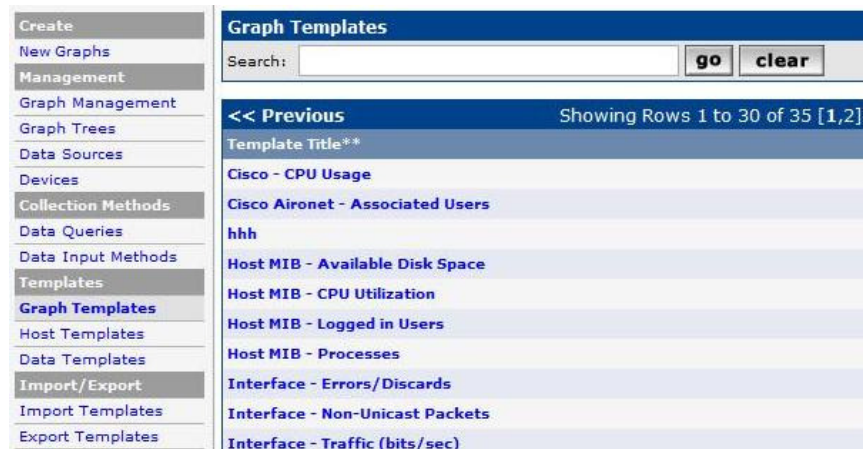 Create
New Graphs
Management
Graph Management
Graph Trees
Data Sources
Devices
Collection Methods
Data Queries
Data Input Methods
Templates
Graph Templates
Host Templates
Data Templates
Import/Export
Import Templates
Export Templates
Graph Templates
Search: go clear
<< Previous Showing Rows 1 to 30 of 35 [1,2]
Template Title**
Cisco - CPU Usage
Cisco Aironet - Associated Users
hhh
Host MIB - Available Disk Space
Host MIB - CPU Utilization
Host MIB - Logged in Users
Host MIB - Processes
Interface - Errors/Discards
Interface - Non-Unicast Packets
Interface - Traffic (bits/sec)